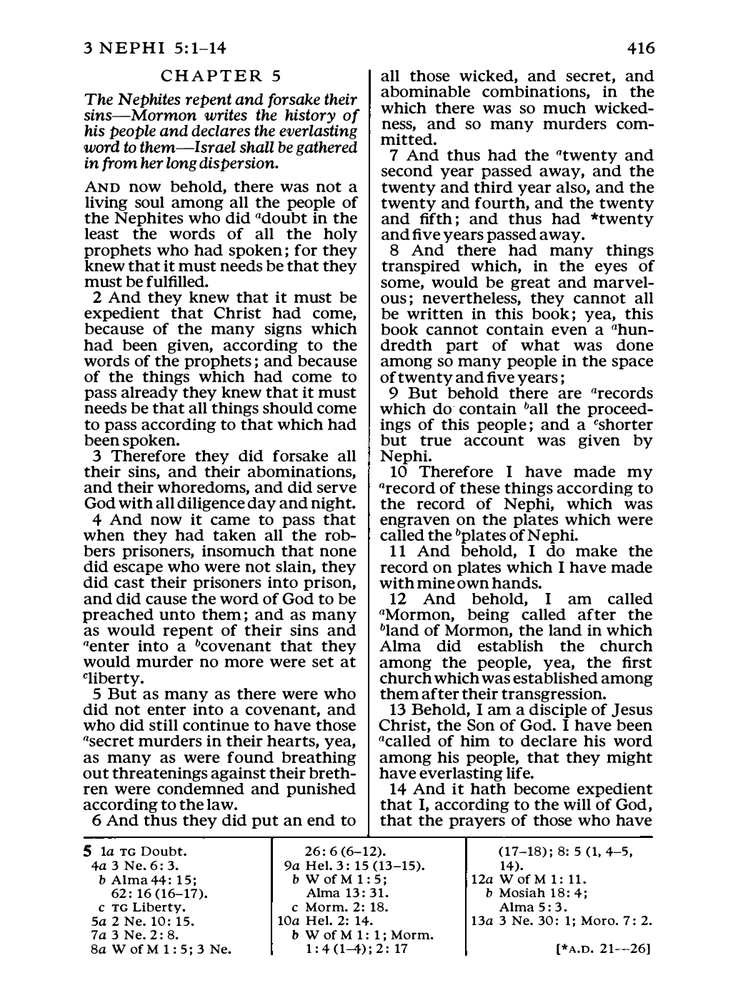 3 NEPHI 5:1–14
416
CHAPTER 5
The Nephites repent and forsake their
sins—Mormon writes the history of
his people and declares the everlasting
word to them—Israel shall be gathered
in from her long dispersion.
AND now behold, there was not a
living soul among all the people of
the Nephites who did adoubt in the
least the words of all the holy
prophets who had spoken; for they
knew that it must needs be that they
must be fulfilled.
2 And they knew that it must be
expedient that Christ had come,
because of the many signs which
had been given, according to the
words of the prophets; and because
of the things which had come to
pass already they knew that it must
needs be that all things should come
to pass according to that which had
been spoken.
3 Therefore they did forsake all
their sins, and their abominations,
and their whoredoms, and did serve
God with all diligence day and night.
4 And now it came to pass that
when they had taken all the rob-
bers prisoners, insomuch that none
did escape who were not slain, they
did cast their prisoners into prison,
and did cause the word of God to be
preached unto them; and as many
as would repent of their sins and
aenter into a bcovenant that they
would murder no more were set at
cliberty.
5 But as many as there were who
did not enter into a covenant, and
who did still continue to have those
asecret murders in their hearts, yea,
as many as were found breathing
out threatenings against their breth-
ren were condemned and punished
according to the law.
6 And thus they did put an end to
all those wicked, and secret, and
abominable combinations, in the
which there was so much wicked-
ness, and so many murders com-
mitted.
7 And thus had the atwenty and
second year passed away, and the
twenty and third year also, and the
twenty and fourth, and the twenty
and fifth; and thus had *twenty
and five years passed away.
8 And there had many things
transpired which, in the eyes of
some, would be great and marvel-
ous; nevertheless, they cannot all
be written in this book; yea, this
book cannot contain even a ahun-
dredth part of what was done
among so many people in the space
of twenty and five years;
9 But behold there are arecords
which do contain ball the proceed-
ings of this people; and a cshorter
but true account was given by
Nephi.
10 Therefore I have made my
arecord of these things according to
the record of Nephi, which was
engraven on the plates which were
called the bplates of Nephi.
11 And behold, I do make the
record on plates which I have made
with mine own hands.
12 And behold, I am called
aMormon, being called after the
bland of Mormon, the land in which
Alma did establish the church
among the people, yea, the first
church which was established among
them after their transgression.
13 Behold, I am a disciple of Jesus
Christ, the Son of God. I have been
acalled of him to declare his word
among his people, that they might
have everlasting life.
14 And it hath become expedient
that I, according to the will of God,
that the prayers of those who have
5 1a TG Doubt.
4a 3 Ne. 6: 3.
b Alma 44: 15;
62: 16 (16–17).
c TG Liberty.
5a 2 Ne. 10: 15.
7a 3 Ne. 2: 8.
8a W of M 1: 5; 3 Ne.
26: 6 (6–12).
9a Hel. 3: 15 (13–15).
b W of M 1: 5;
Alma 13: 31.
c Morm. 2: 18.
10a Hel. 2: 14.
b W of M 1: 1; Morm.
1: 4 (1–4); 2: 17
(17–18); 8: 5 (1, 4–5,
14).
12a W of M 1: 11.
b Mosiah 18: 4;
Alma 5: 3.
13a 3 Ne. 30: 1; Moro. 7: 2.
[*A.D. 21--26]